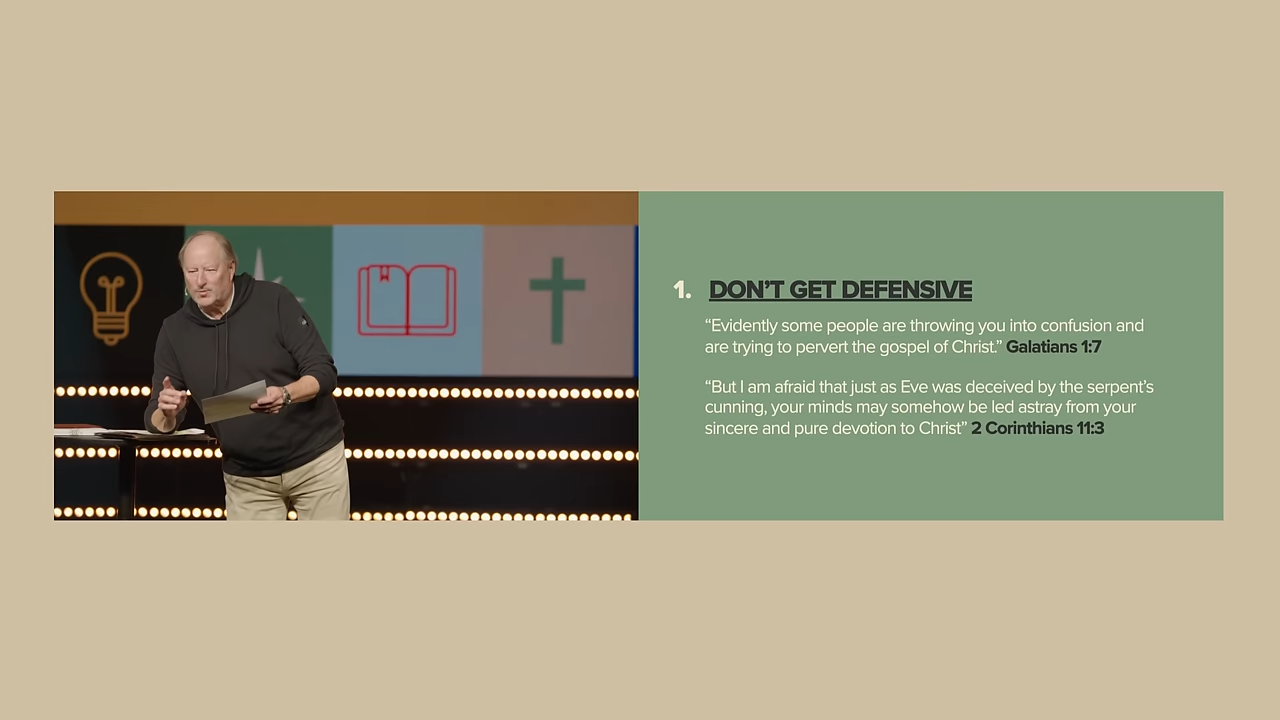 1. DON’T GET DEFENSIVE
“Evidently some people are throwing you into confusion and
are trying to pervert the gospel of Christ.” Galatians 1:7
“But I am afraid that just as Eve was deceived by the serpent’s
cunning, your minds may somehow be led astray from your
sincere and pure devotion to Christ” 2 Corinthians 11:3